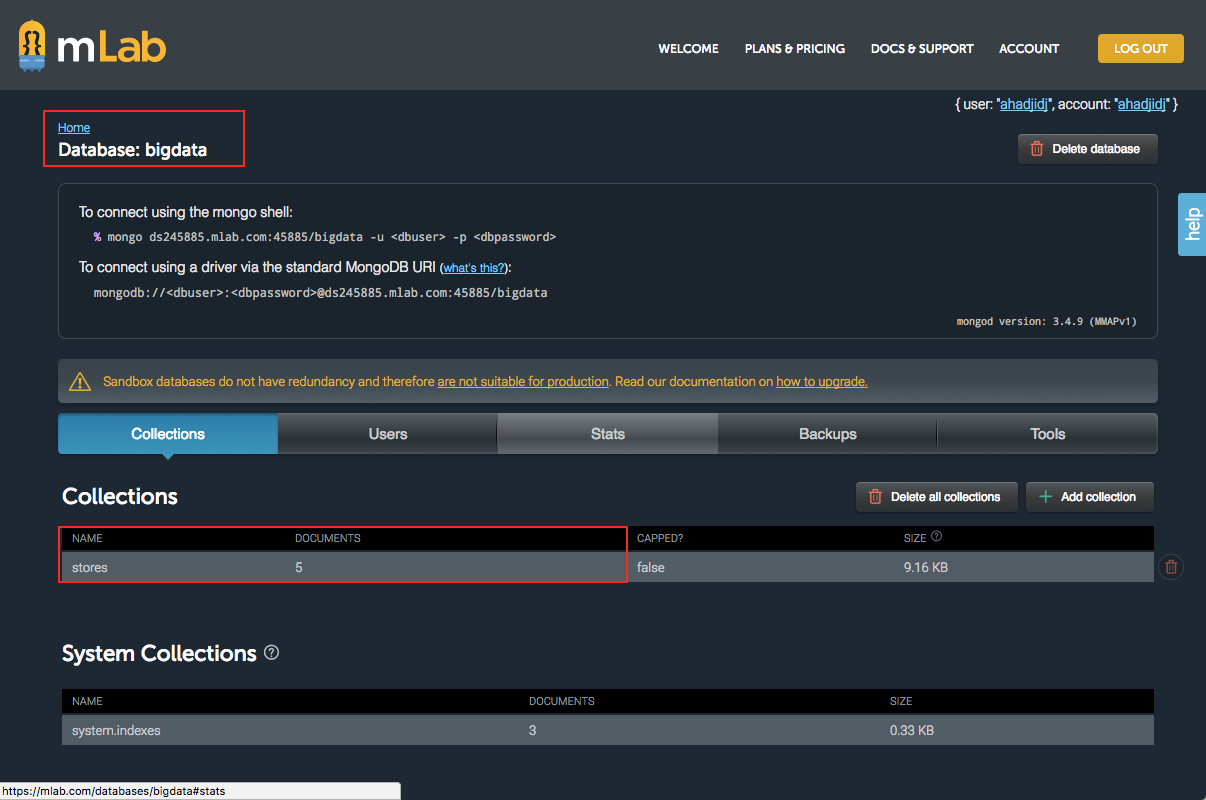 mLab
WELCOME PLANS & PRICING DOCS & SUPPORT ACCOUNT LOG OUT
{ user: "ahadjidj", account: "ahadjidj" }
Home
Database: bigdata
Delete database
help
To connect using the mongo shell:
% mongo ds245885.mlab.com:45885/bigdata -u <dbuser> -p <dbpassword>
To connect using a driver via the standard MongoDB URI (what's this?):
mongodb://<dbuser>:<dbpassword>@ds245885.mlab.com:45885/bigdata
mongod version: 3.4.9 (MMAPv1)
Sandbox databases do not have redundancy and therefore are not suitable for production. Read our documentation on how to upgrade.
Collections Users Stats Backups Tools
Collections
Delete all collections Add collection
NAME DOCUMENTS CAPPED? SIZE ?
stores 5 false 9.16 KB
System Collections ?
NAME DOCUMENTS SIZE
system.indexes 3 0.33 KB
https://mlab.com/databases/bigdata#stats